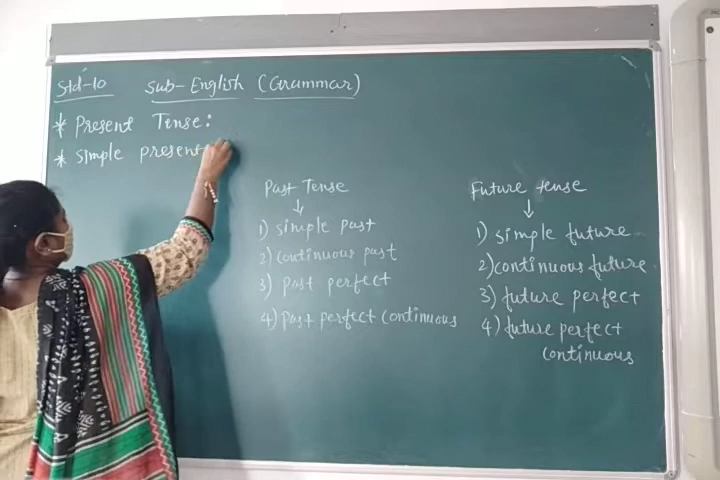 Std-10 Sub-English (Grammar)
* Present Tense:
* Simple present
Past Tense
↓
1) Simple past
2) continuous past
3) past perfect
4) past perfect continuous
Future tense
↓
1) simple future
2) continuous future
3) future perfect
4) future perfect
continuous